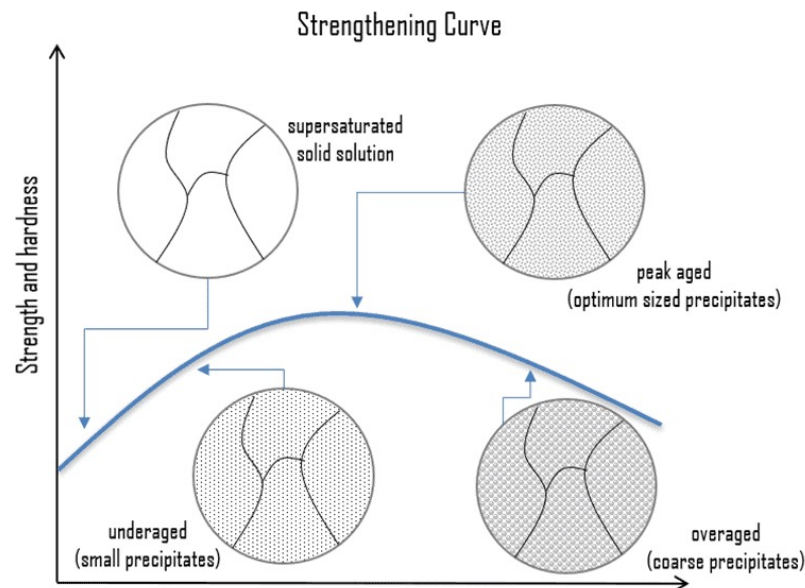 Strengthening Curve
supersaturated
solid solution
Strength and hardness
peak aged
(optimum sized precipitates)
underaged
(small precipitates)
overaged
(coarse precipitates)